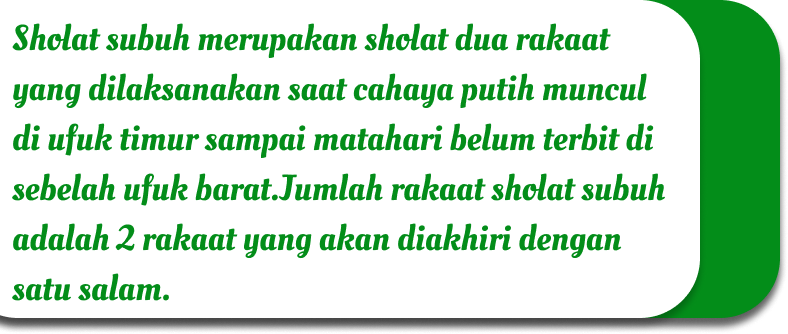 Sholat subuh merupakan sholat dua rakaat
yang dilaksanakan saat cahaya putih muncul
di ufuk timur sampai matahari belum terbit di
sebelah ufuk barat.Jumlah rakaat sholat subuh
adalah 2 rakaat yang akan diakhiri dengan
satu salam.